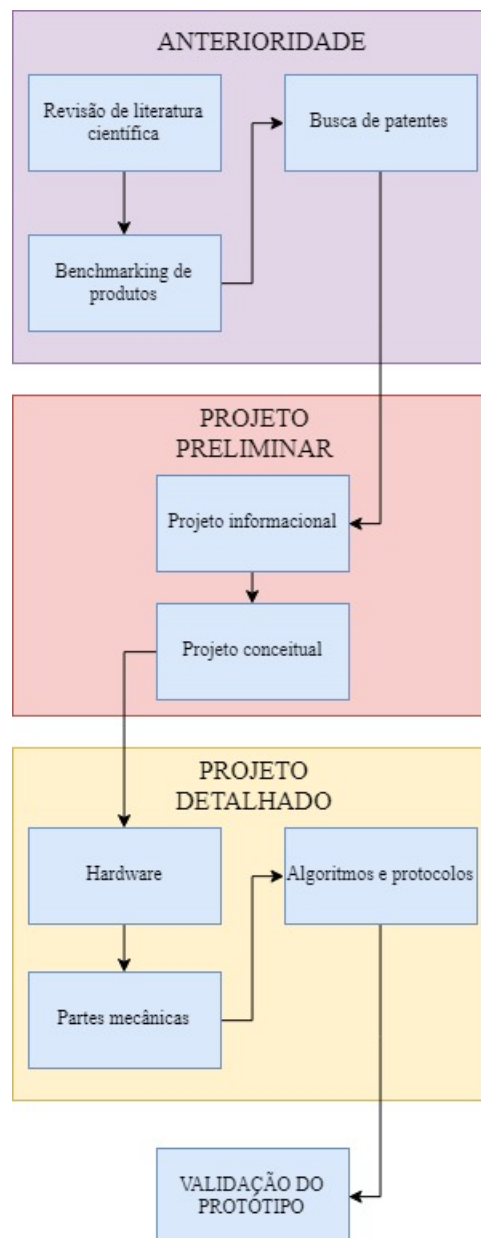 ANTERIORIDADE
Revisão de literatura
científica
Busca de patentes
Benchmarking de
produtos
PROJETO
PRELIMINAR
Projeto informacional
Projeto conceitual
PROJETO
DETALHADO
Hardware
Algoritmos e protocolos
Partes mecânicas
VALIDAÇÃO DO
PROTÓTIPO